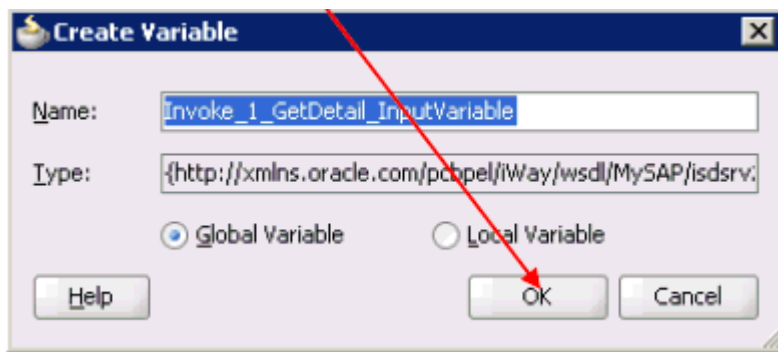 Create Variable
Name: Invoke_1_GetDetail_InputVariable
Type: {http://xmlns.oracle.com/pcbpel/iWay/wsdl/MySAP/isdsrv2
Global Variable Local Variable
Help OK Cancel